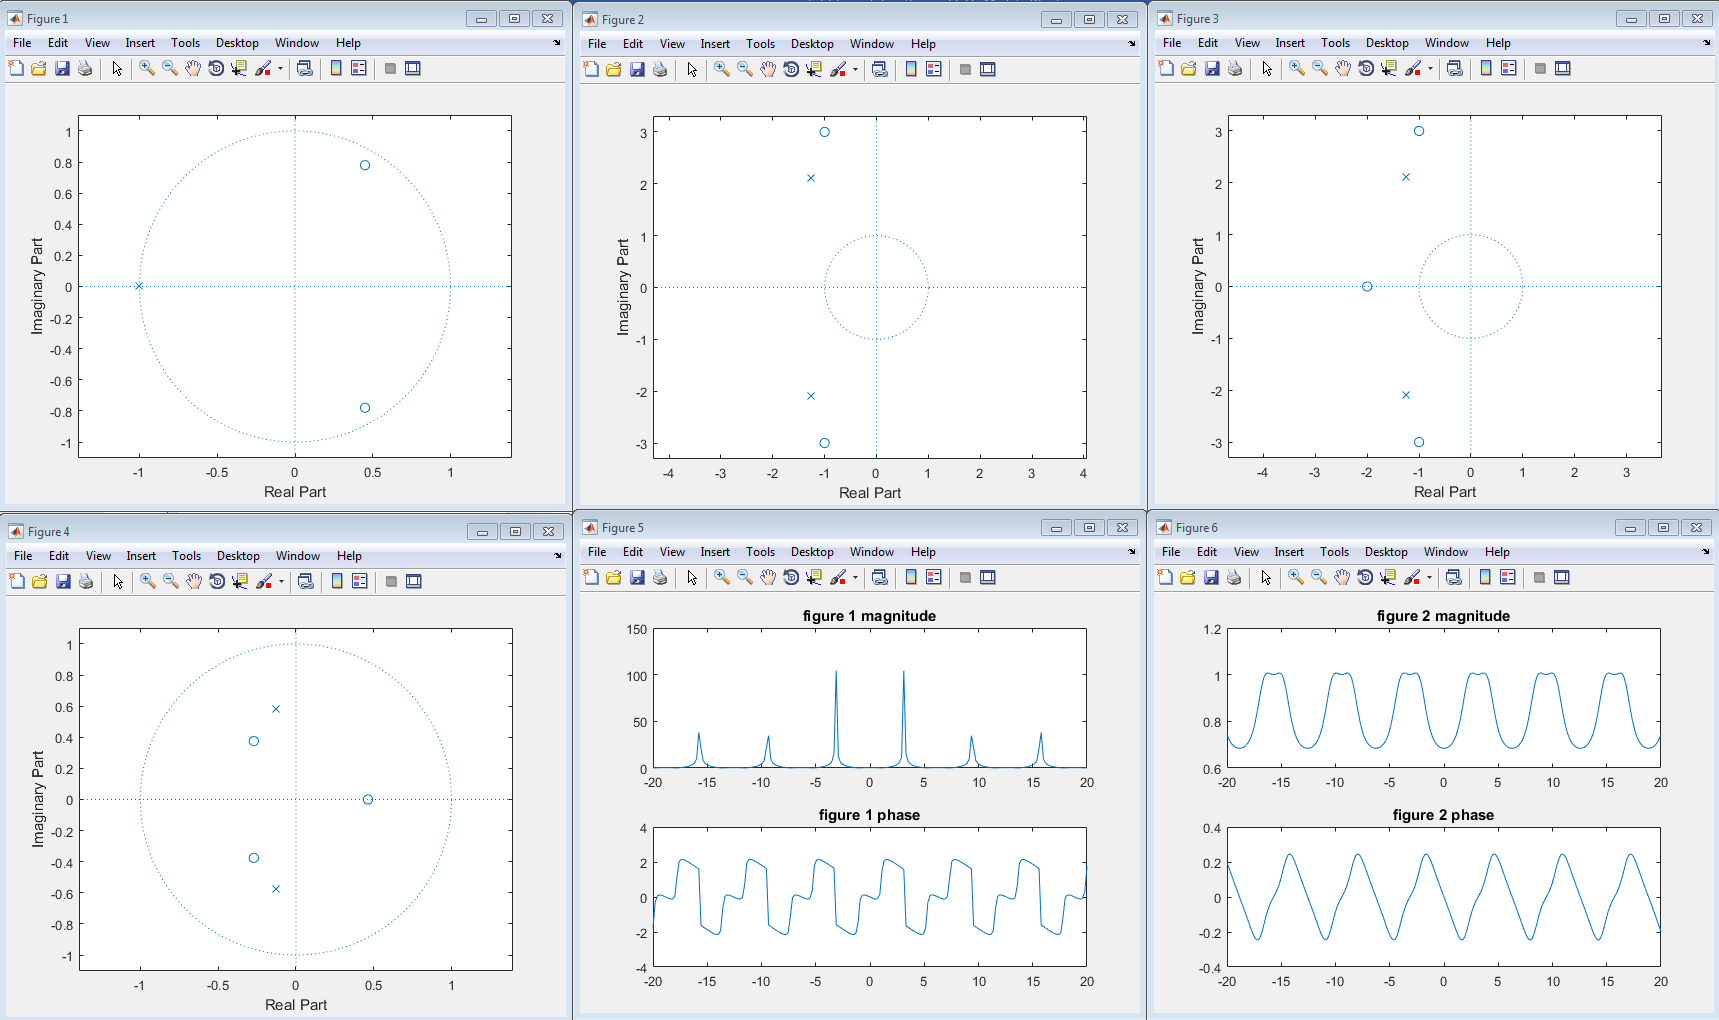 Figure 1
File Edit View Insert Tools Desktop Window Help
1
0.8
0.6
0.4
0.2
0
-0.2
-0.4
-0.6
-0.8
-1
Imaginary Part
-1 -0.5 0 0.5 1
Real Part
Figure 2
File Edit View Insert Tools Desktop Window Help
3
2
1
0
-1
-2
-3
Imaginary Part
-4 -3 -2 -1 0 1 2 3 4
Real Part
Figure 3
File Edit View Insert Tools Desktop Window Help
3
2
1
0
-1
-2
-3
Imaginary Part
-4 -3 -2 -1 0 1 2 3
Real Part
Figure 4
File Edit View Insert Tools Desktop Window Help
1
0.8
0.6
0.4
0.2
0
-0.2
-0.4
-0.6
-0.8
-1
Imaginary Part
-1 -0.5 0 0.5 1
Real Part
Figure 5
File Edit View Insert Tools Desktop Window Help
figure 1 magnitude
150
100
50
0
-20 -15 -10 -5 0 5 10 15 20
figure 1 phase
4
2
0
-2
-4
-20 -15 -10 -5 0 5 10 15 20
Figure 6
File Edit View Insert Tools Desktop Window Help
figure 2 magnitude
1.2
1
0.8
0.6
-20 -15 -10 -5 0 5 10 15 20
figure 2 phase
0.4
0.2
0
-0.2
-0.4
-20 -15 -10 -5 0 5 10 15 20